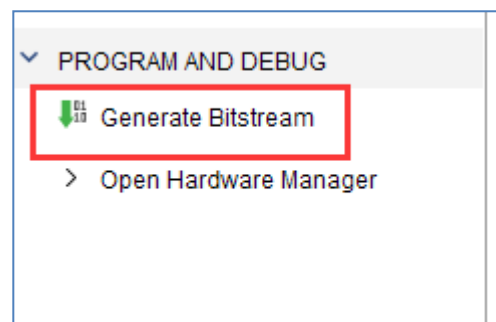 PROGRAM AND DEBUG
Generate Bitstream
Open Hardware Manager